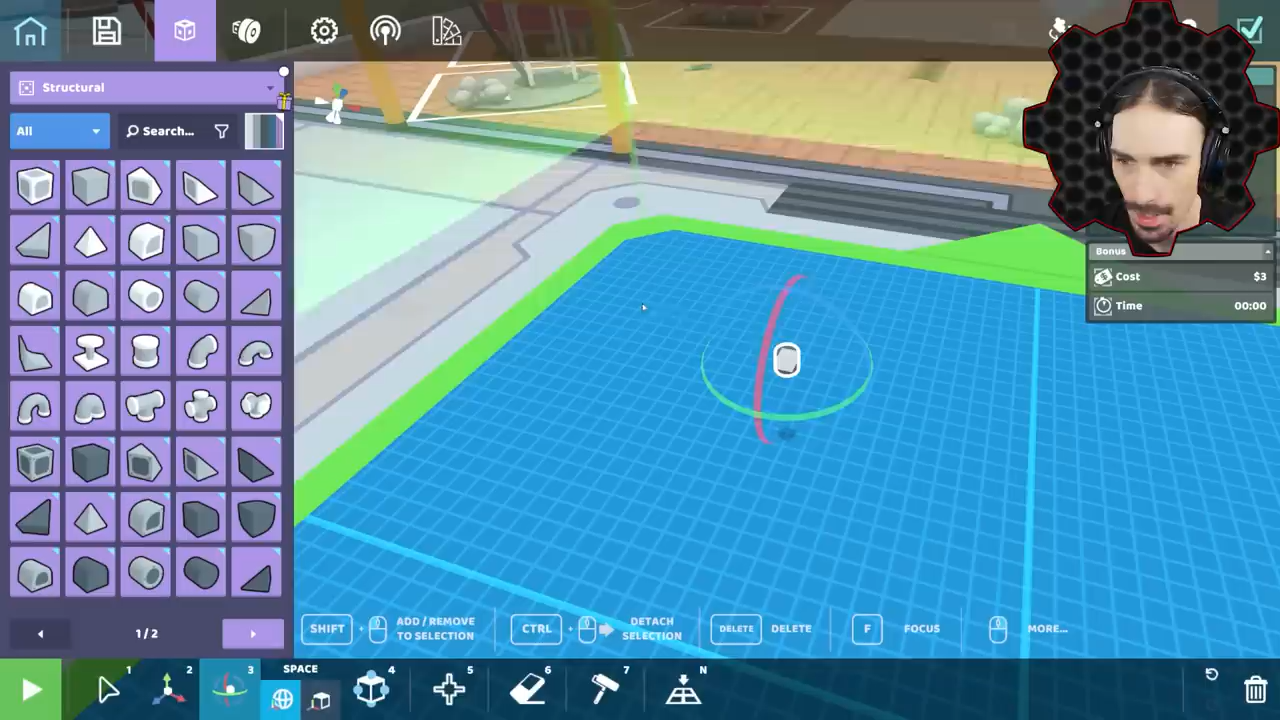 Structural
All
Search...
1/2
Bonus
Cost
$3
Time
00:00
SHIFT
+
ADD / REMOVE
TO SELECTION
CTRL
+
DETACH
SELECTION
DELETE
DELETE
F
FOCUS
MORE...
1
2
3
SPACE
4
5
6
7
N